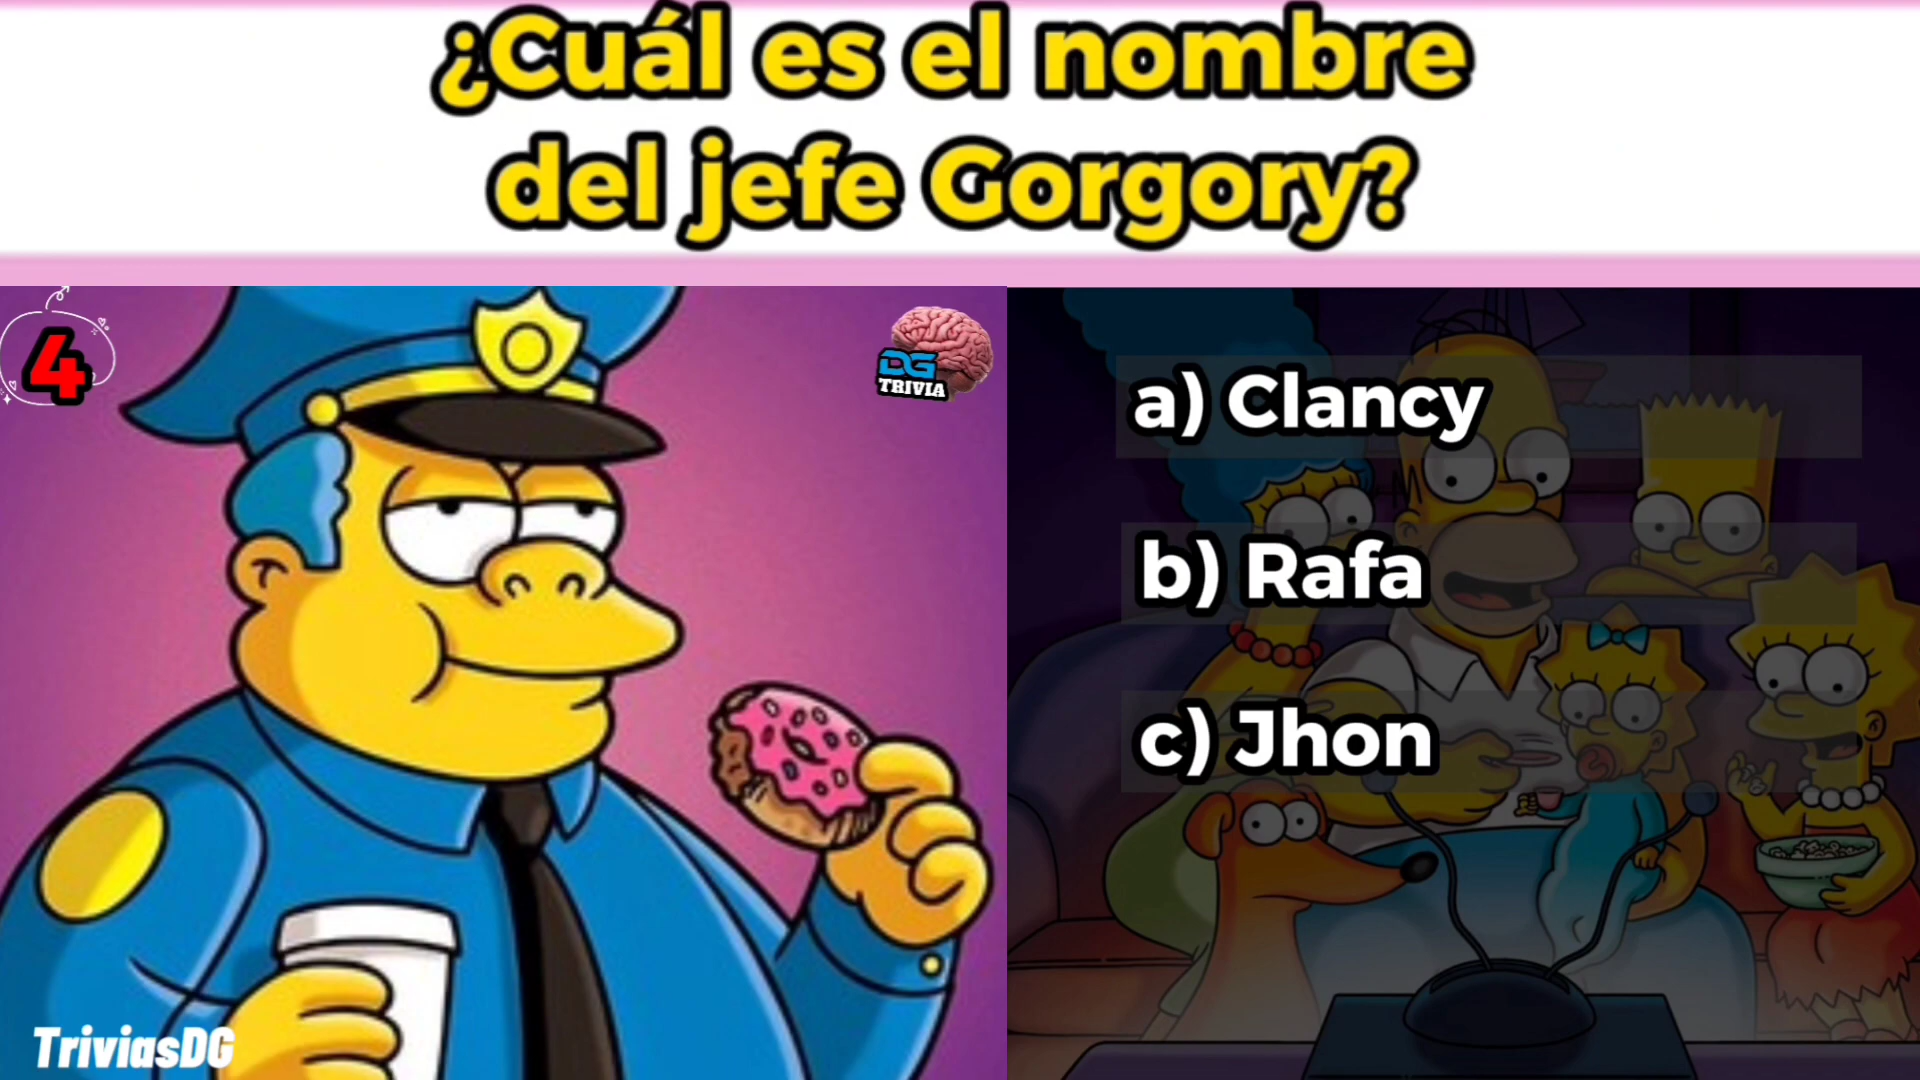 ¿Cuál es el nombre
del jefe Gorgory?
4
DG
TRIVIA
a) Clancy
b) Rafa
c) Jhon
TriviasDG